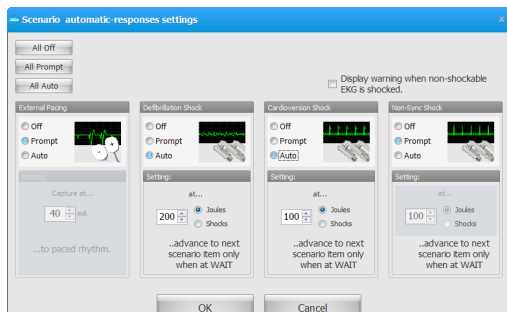 Scenario automatic-responses settings
x
All Off
All Prompt
All Auto
Display warning when non-shockable
EKG is shocked.
External Pacing
Off
Prompt
Auto
Setting:
Capture at...
40 mA
...to paced rhythm.
Defibrillation Shock
Off
Prompt
Auto
Setting:
at...
200 Joules
Shocks
..advance to next
scenario item only
when at WAIT
Cardioversion Shock
Off
Prompt
Auto
Setting:
at...
100 Joules
Shocks
..advance to next
scenario item only
when at WAIT
Non-Sync Shock
Off
Prompt
Auto
Setting:
at...
100 Joules
Shocks
..advance to next
scenario item only
when at WAIT
OK
Cancel